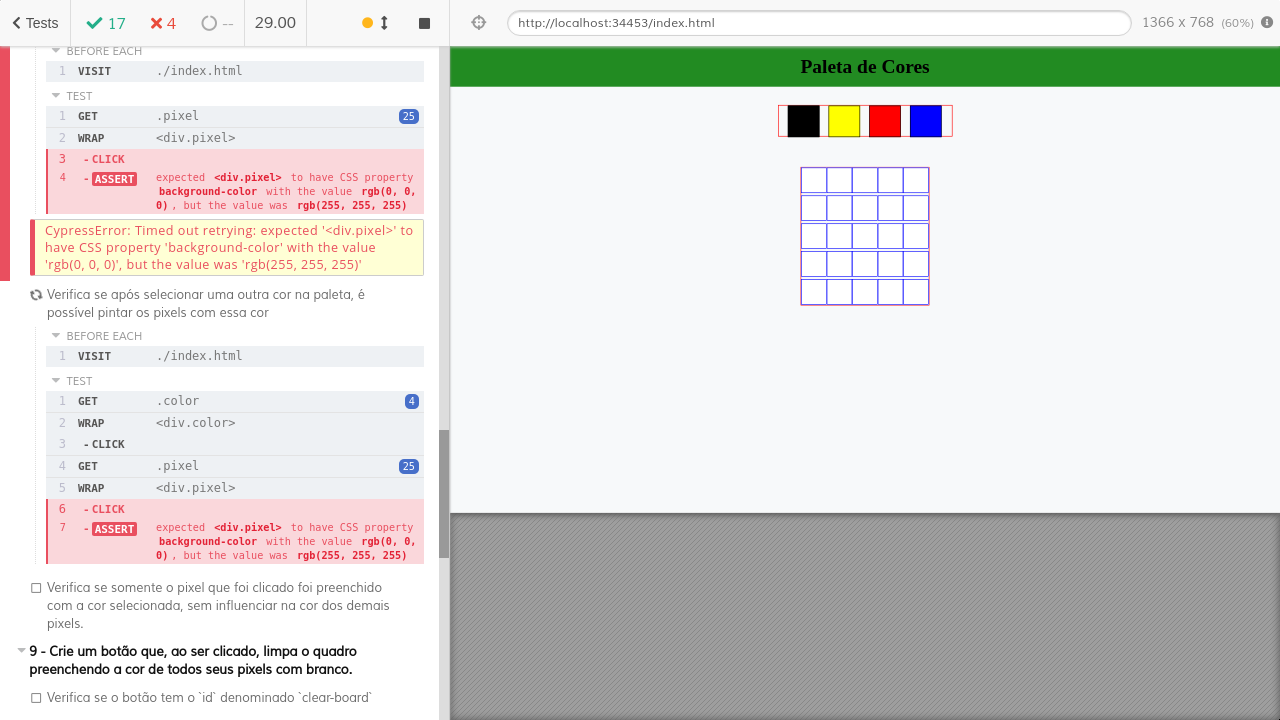 Tests 17 4 -- 29.00
http://localhost:34453/index.html 1366 x 768 (60%)
BEFORE EACH
1 VISIT ./index.html
TEST
1 GET .pixel 25
2 WRAP <div.pixel>
3 - CLICK
4 - ASSERT expected <div.pixel> to have CSS property
background-color with the value rgb(0, 0,
0) , but the value was rgb(255, 255, 255)
CypressError: Timed out retrying: expected '<div.pixel>' to
have CSS property 'background-color' with the value
'rgb(0, 0, 0)', but the value was 'rgb(255, 255, 255)'
Verifica se após selecionar uma outra cor na paleta, é
possível pintar os pixels com essa cor
BEFORE EACH
1 VISIT ./index.html
TEST
1 GET .color 4
2 WRAP <div.color>
3 - CLICK
4 GET .pixel 25
5 WRAP <div.pixel>
6 - CLICK
7 - ASSERT expected <div.pixel> to have CSS property
background-color with the value rgb(0, 0,
0) , but the value was rgb(255, 255, 255)
Verifica se somente o pixel que foi clicado foi preenchido
com a cor selecionada, sem influenciar na cor dos demais
pixels.
9 - Crie um botão que, ao ser clicado, limpa o quadro
preenchendo a cor de todos seus pixels com branco.
Verifica se o botão tem o `id` denominado `clear-board`
Paleta de Cores